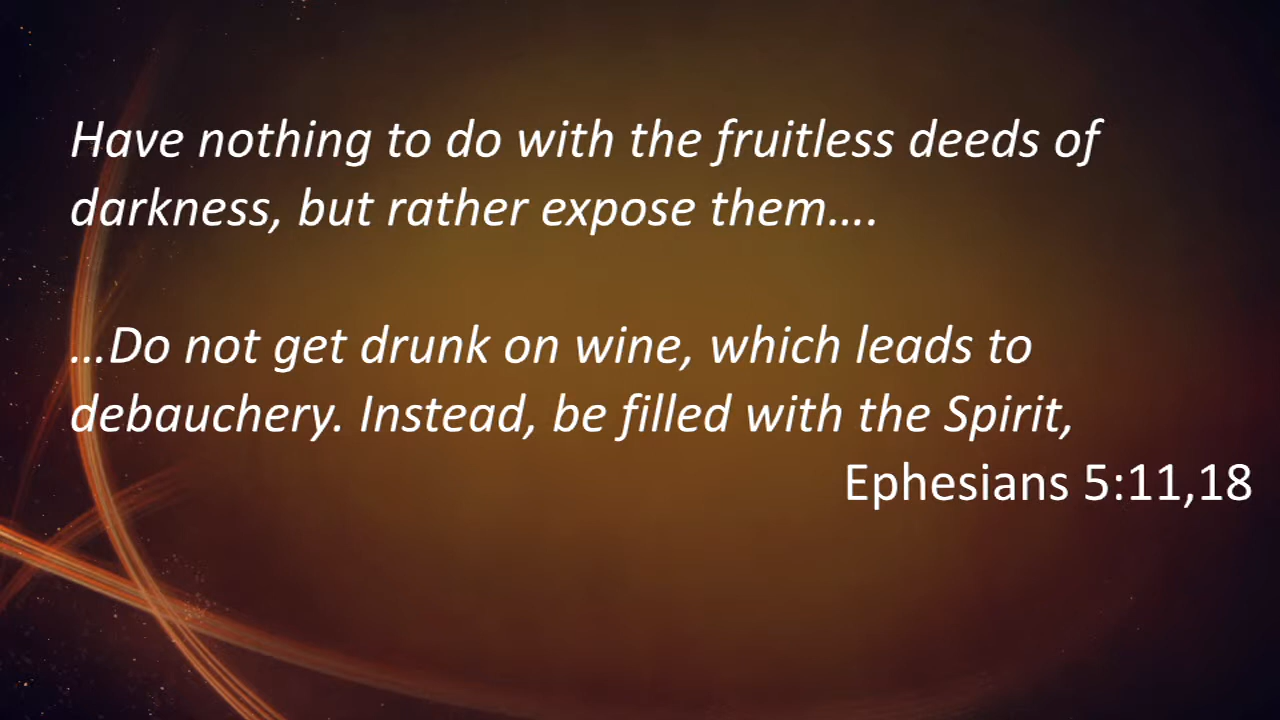 Have nothing to do with the fruitless deeds of
darkness, but rather expose them….
…Do not get drunk on wine, which leads to
debauchery. Instead, be filled with the Spirit,
Ephesians 5:11,18